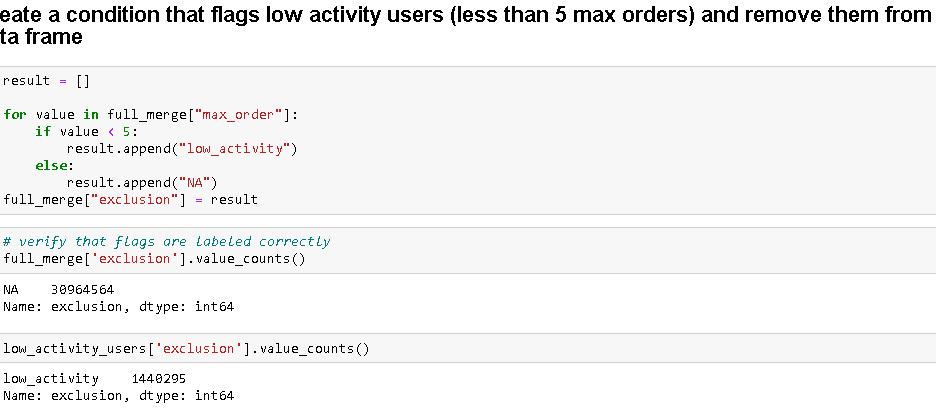 eate a condition that flags low activity users (less than 5 max orders) and remove them from
ta frame
result = []
for value in full_merge["max_order"]:
    if value < 5:
        result.append("low_activity")
    else:
        result.append("NA")
full_merge["exclusion"] = result
# verify that flags are labeled correctly
full_merge['exclusion'].value_counts()
NA    30964564
Name: exclusion, dtype: int64
low_activity_users['exclusion'].value_counts()
low_activity    1440295
Name: exclusion, dtype: int64